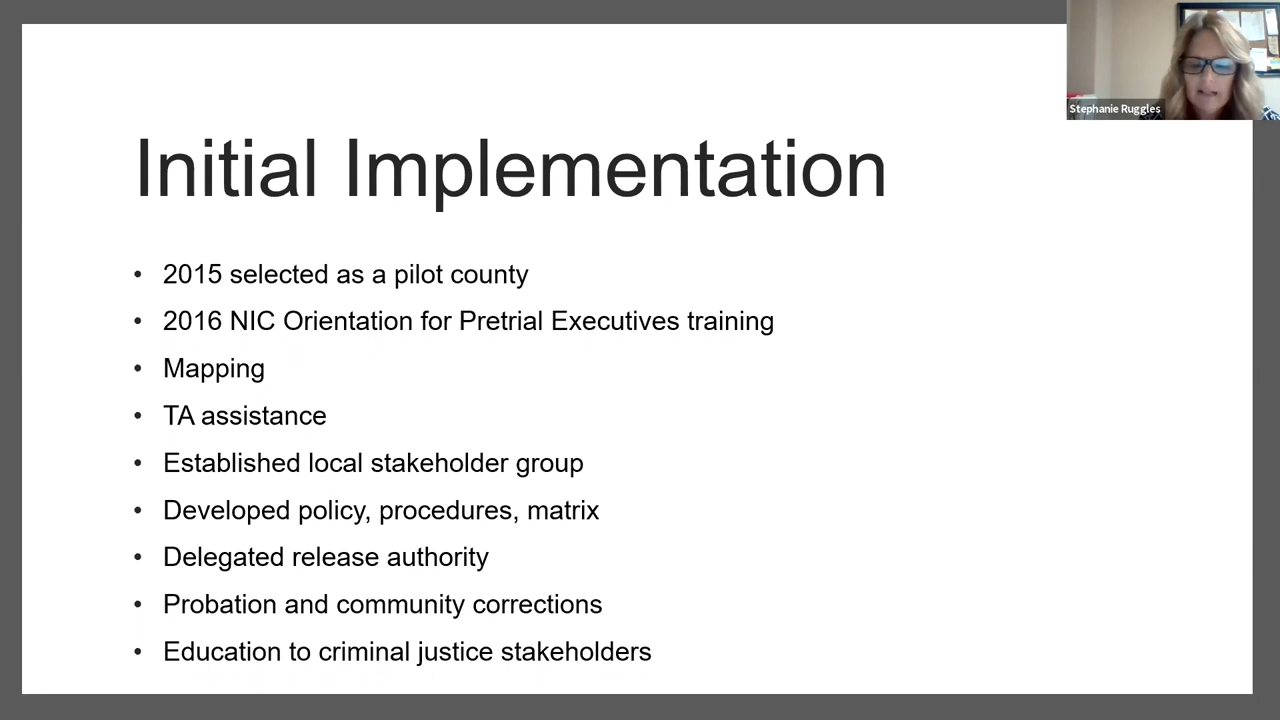 Stephanie Ruggles
Initial Implementation
• 2015 selected as a pilot county
• 2016 NIC Orientation for Pretrial Executives training
• Mapping
• TA assistance
• Established local stakeholder group
• Developed policy, procedures, matrix
• Delegated release authority
• Probation and community corrections
• Education to criminal justice stakeholders